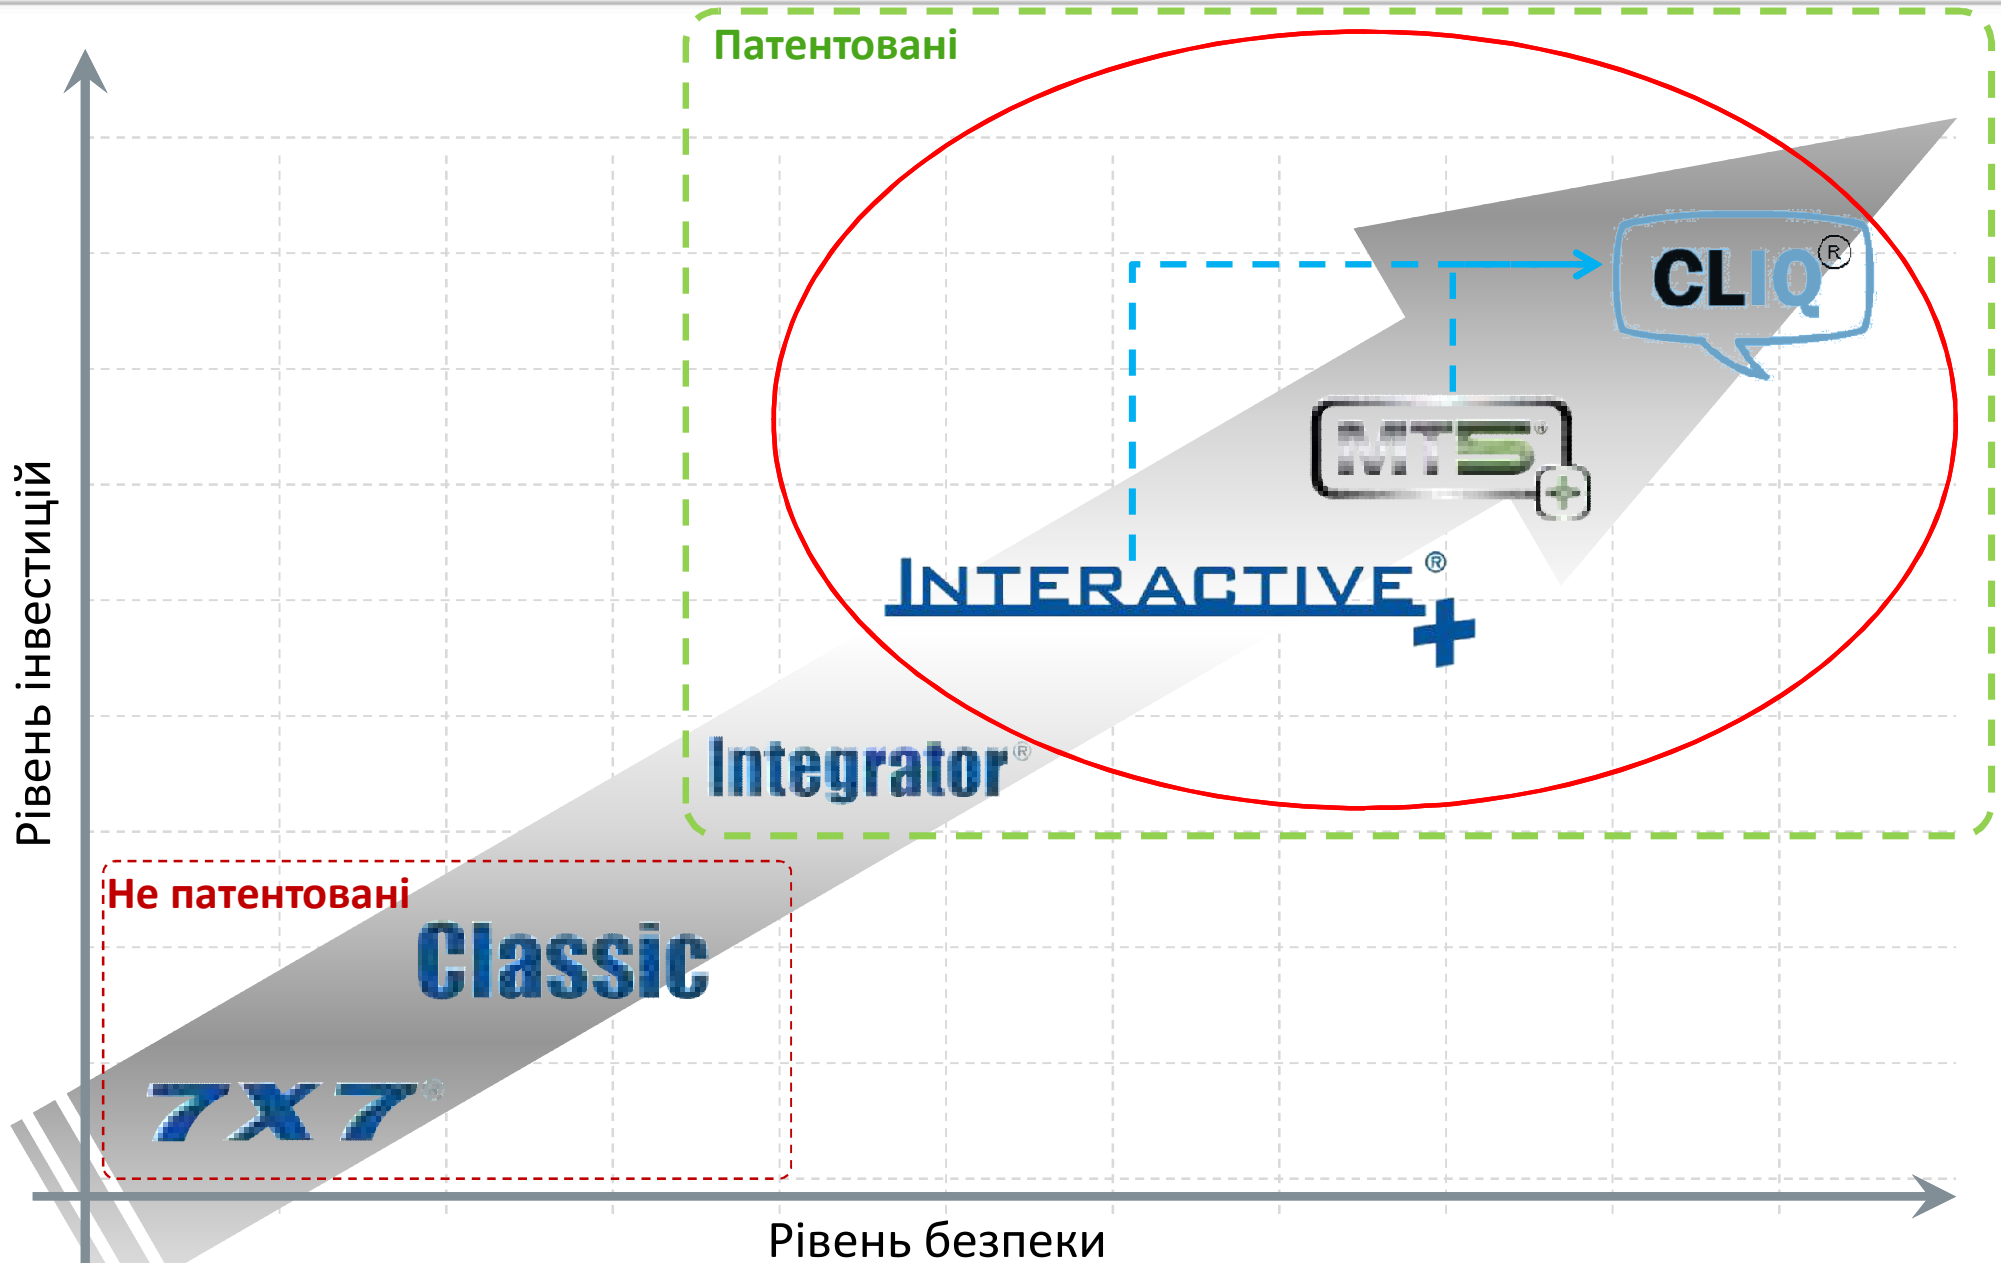 Патентовані
CLIQ®
MT5®+
INTERACTIVE®+
Integrator®
Не патентовані
Classic
7X7®
Рівень інвестицій
Рівень безпеки